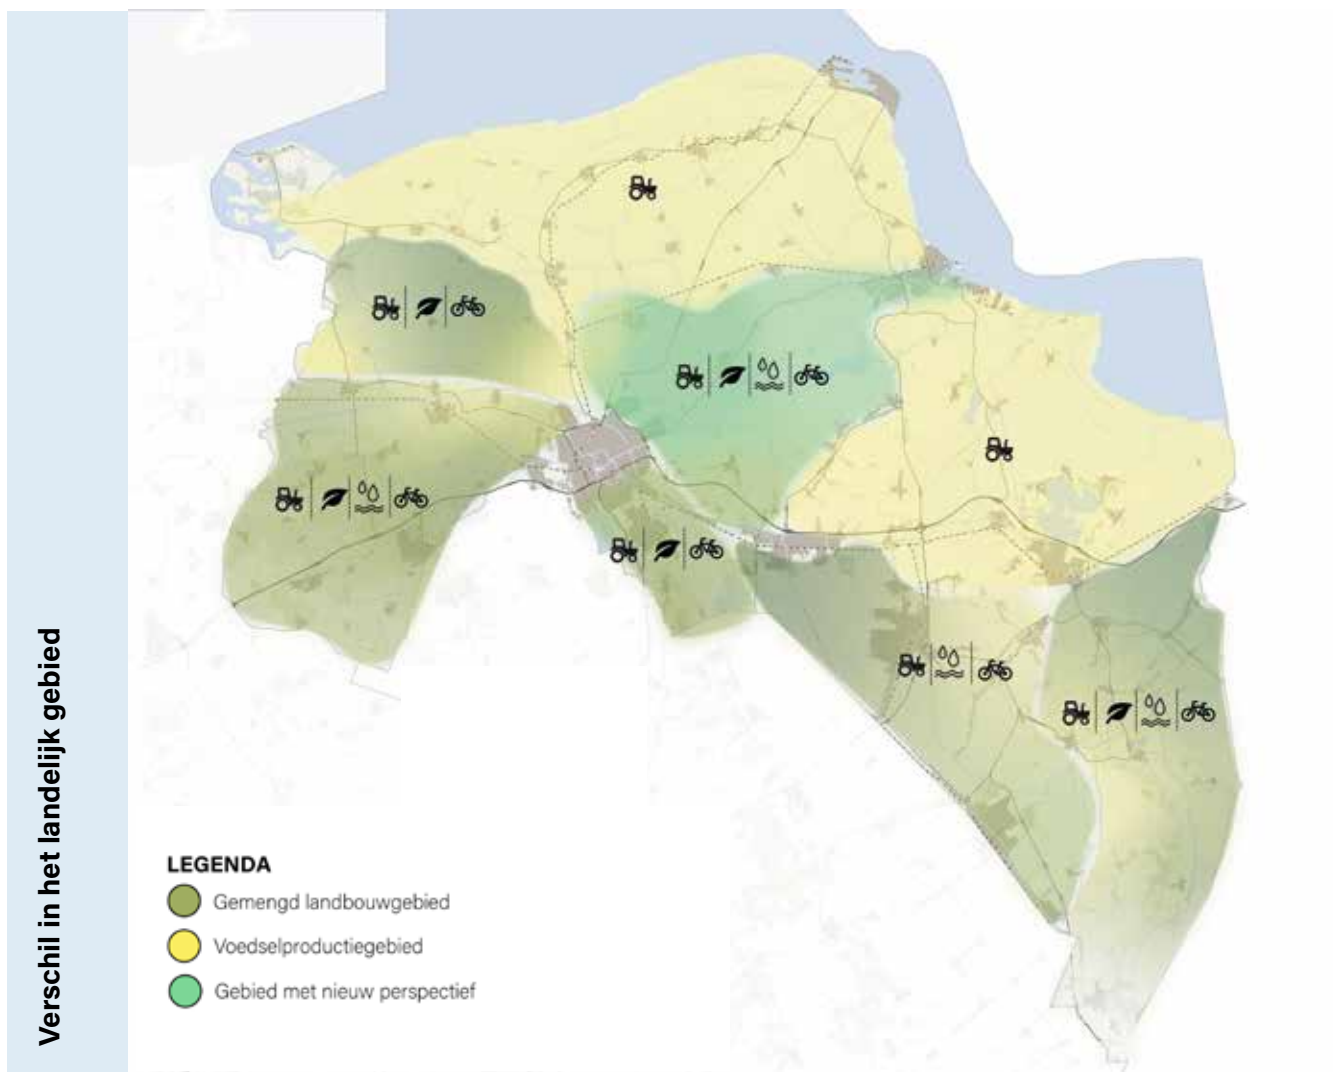 Verschil in het landelijk gebied
LEGENDA
Gemengd landbouwgebied
Voedselproductiegebied
Gebied met nieuw perspectief